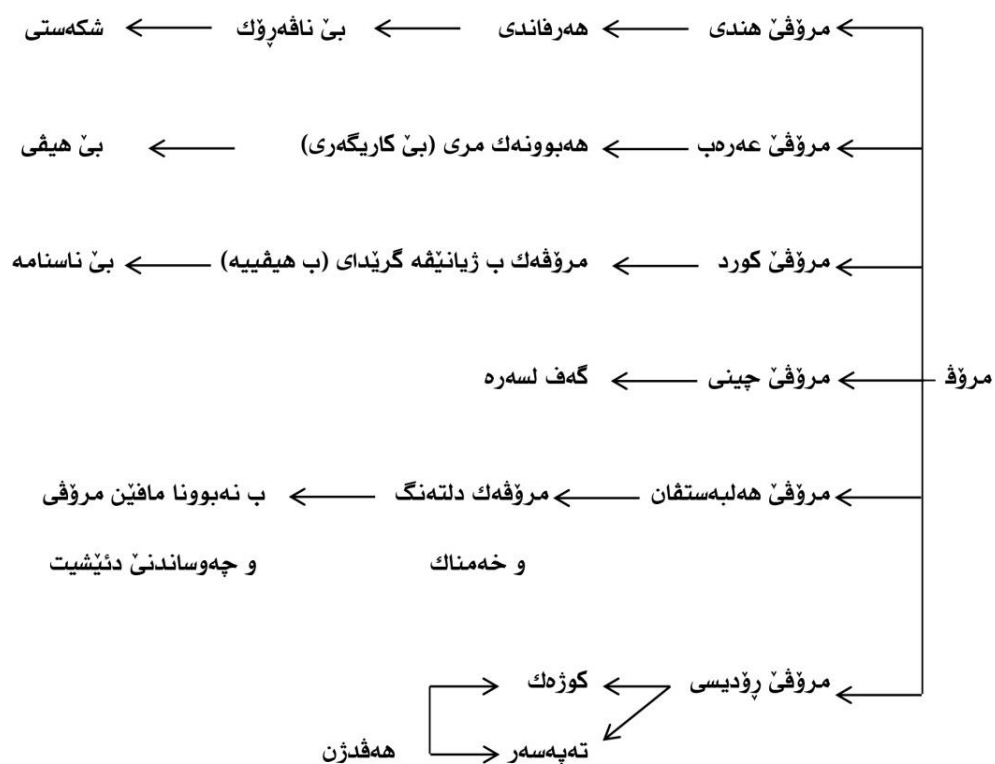 مرۆڤێ هندی هەرفاندی بێ ناڤەڕۆك شكەستی
مرۆڤێ عەرەب هەبوونەك مری (بێ كاریگەری) بێ هیڤی
مرۆڤێ كورد مرۆڤەك ب ژیانێڤە گرێدای (ب هیڤییە) بێ ناسنامە
مرۆڤ مرۆڤێ چینی گەف لسەرە
مرۆڤێ هەلبەستڤان مرۆڤەك دلتەنگ ب نەبوونا مافێن مرۆڤی
و خەمناك و چەوساندنێ دئێشیت
مرۆڤێ ڕۆدیسی كوژەك
تەپەسەر هەڤدژن